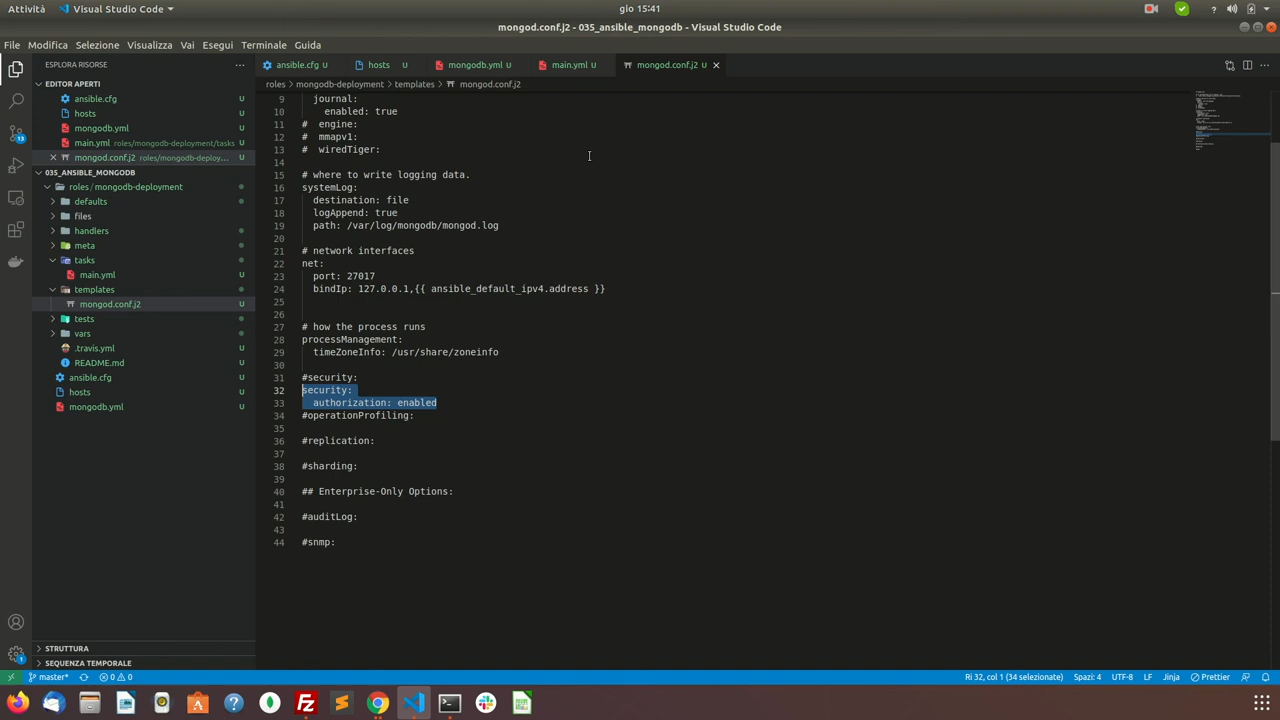 Attività
Visual Studio Code
gio 15:41
mongod.conf.j2 - 035_ansible_mongodb - Visual Studio Code
File Modifica Selezione Visualizza Vai Esegui Terminale Guida
ESPLORA RISORSE
EDITOR APERTI
ansible.cfg U
hosts U
mongodb.yml U
main.yml roles/mongodb-deployment/tasks U
mongod.conf.j2 roles/mongodb-deploy... U
035_ANSIBLE_MONGODB
roles / mongodb-deployment
defaults
files
handlers
meta
tasks
main.yml U
templates
mongod.conf.j2 U
tests
vars
.travis.yml U
README.md U
ansible.cfg U
hosts U
mongodb.yml U
STRUTTURA
SEQUENZA TEMPORALE
ansible.cfg U
hosts U
mongodb.yml U
main.yml U
mongod.conf.j2 U
roles > mongodb-deployment > templates > mongod.conf.j2
9 journal:
10 enabled: true
11 # engine:
12 # mmapv1:
13 # wiredTiger:
14
15 # where to write logging data.
16 systemLog:
17 destination: file
18 logAppend: true
19 path: /var/log/mongodb/mongod.log
20
21 # network interfaces
22 net:
23 port: 27017
24 bindIp: 127.0.0.1,{{ ansible_default_ipv4.address }}
25
26
27 # how the process runs
28 processManagement:
29 timeZoneInfo: /usr/share/zoneinfo
30
31 #security:
32 security:
33 authorization: enabled
34 #operationProfiling:
35
36 #replication:
37
38 #sharding:
39
40 ## Enterprise-Only Options:
41
42 #auditLog:
43
44 #snmp:
13
1
master*
0 0
Ri 32, col 1 (34 selezionate)
Spazi: 4
UTF-8
LF
Jinja
Prettier